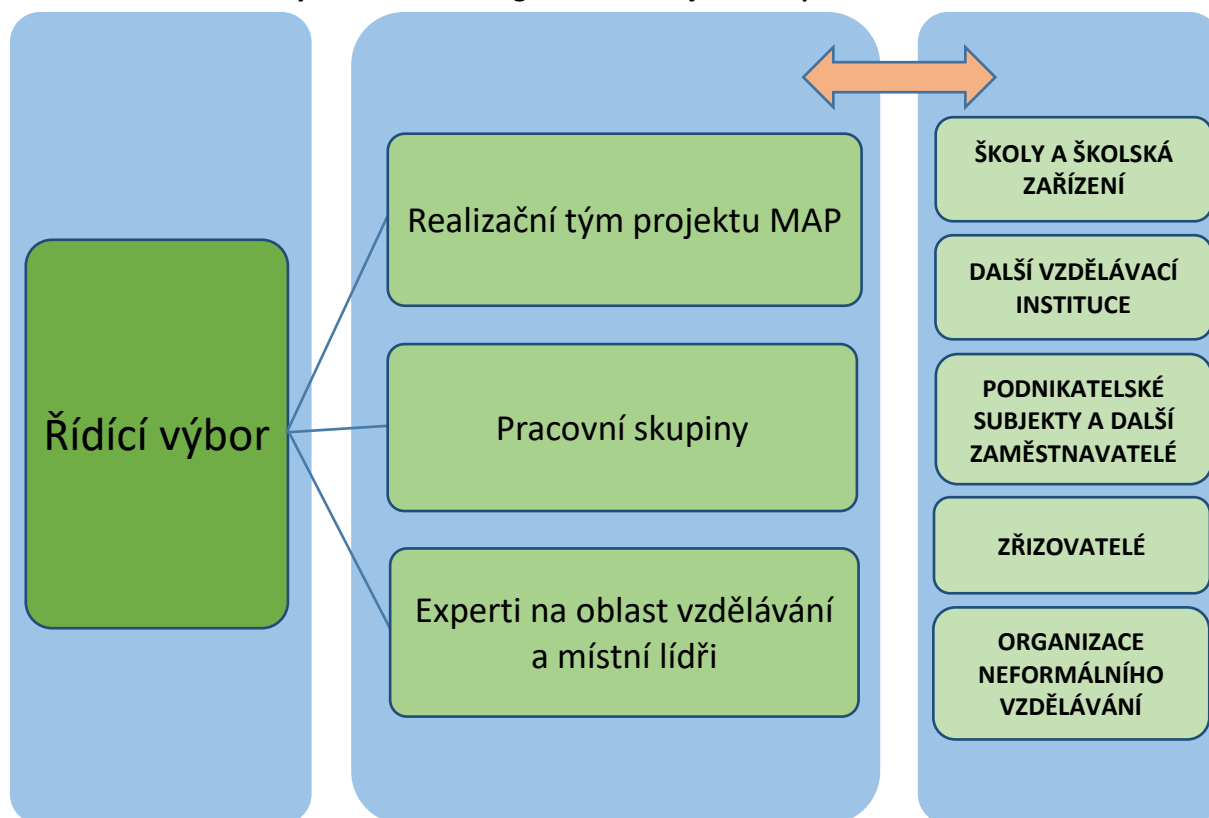 Řídící výbor
Realizační tým projektu MAP
Pracovní skupiny
Experti na oblast vzdělávání
a místní lídři
ŠKOLY A ŠKOLSKÁ
ZAŘÍZENÍ
DALŠÍ VZDĚLÁVACÍ
INSTITUCE
PODNIKATELSKÉ
SUBJEKTY A DALŠÍ
ZAMĚSTNAVATELÉ
ZŘIZOVATELÉ
ORGANIZACE
NEFORMÁLNÍHO
VZDĚLÁVÁNÍ